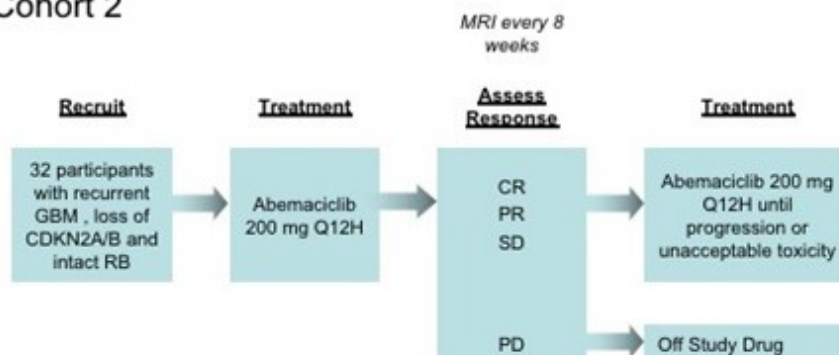 Cohort 2
MRI every 8
weeks
Recruit
Treatment
Assess
Response
Treatment
32 participants
with recurrent
GBM , loss of
CDKN2A/B and
intact RB
Abemaciclib
200 mg Q12H
CR
PR
SD
PD
Abemaciclib 200 mg
Q12H until
progression or
unacceptable toxicity
Off Study Drug